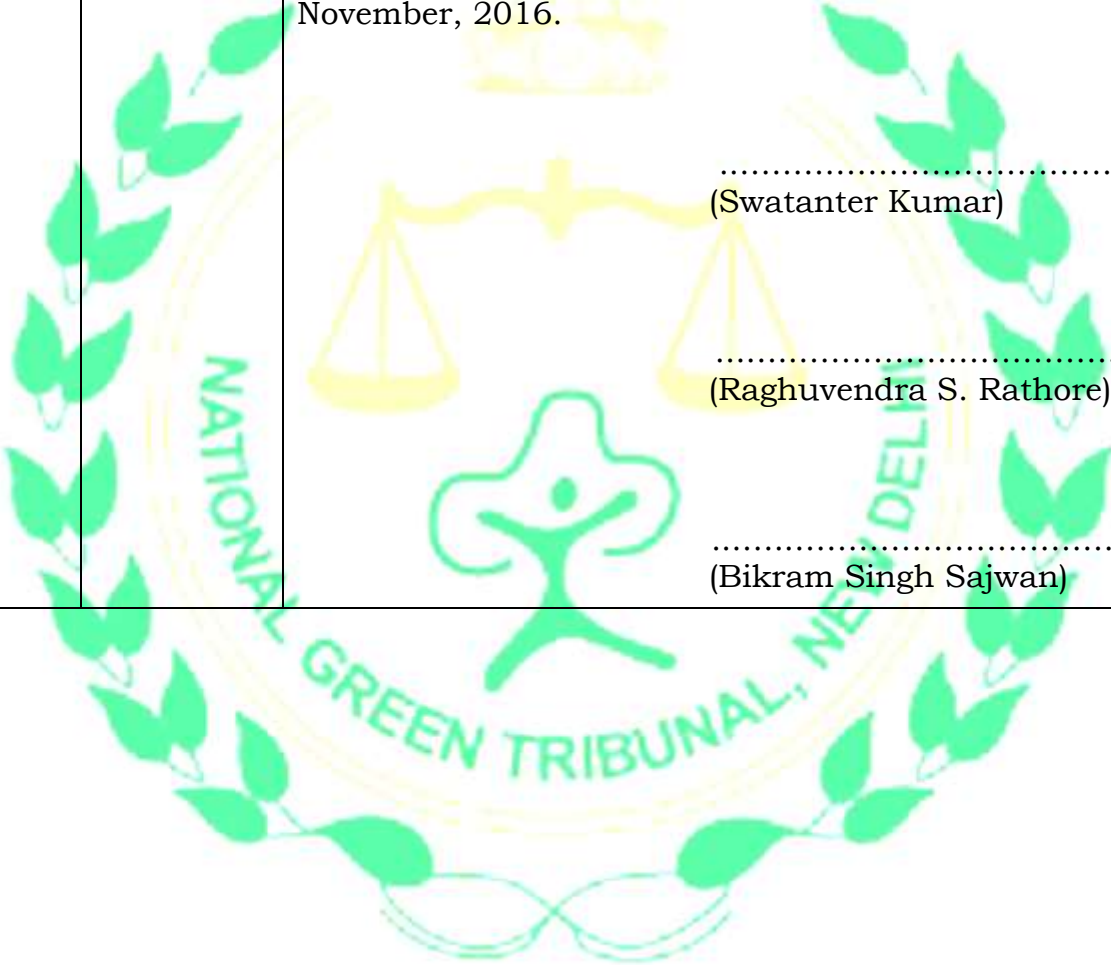 November, 2016.
....................................
(Swatanter Kumar)
....................................
(Raghuvendra S. Rathore)
....................................
(Bikram Singh Sajwan)
NATIONAL GREEN TRIBUNAL, NEW DELHI